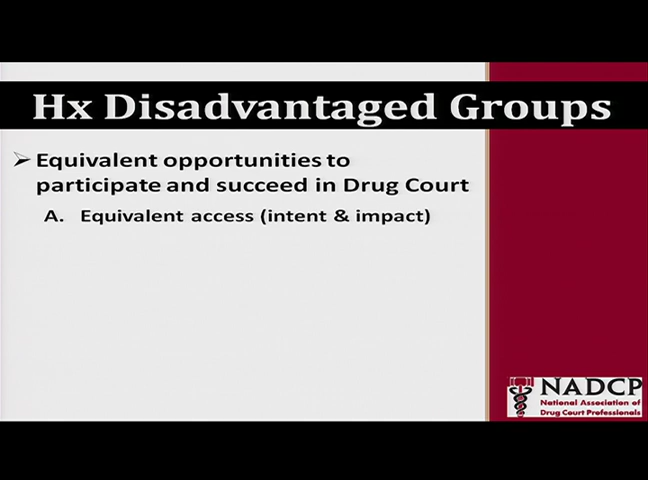 Hx Disadvantaged Groups
➢ Equivalent opportunities to
participate and succeed in Drug Court
A. Equivalent access (intent & impact)
NADCP
National Association of
Drug Court Professionals